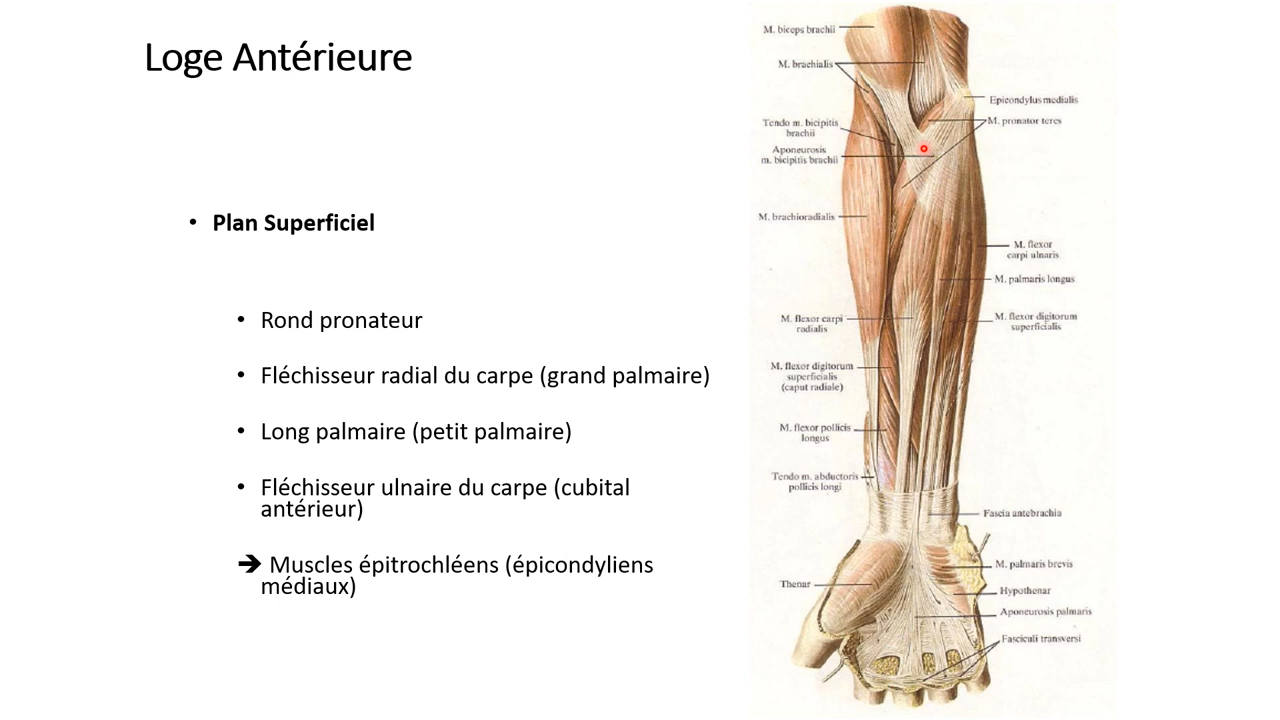 Loge Antérieure
• Plan Superficiel
• Rond pronateur
• Fléchisseur radial du carpe (grand palmaire)
• Long palmaire (petit palmaire)
• Fléchisseur ulnaire du carpe (cubital
antérieur)
➔ Muscles épitrochléens (épicondyliens
médiaux)
M. biceps brachii
M. brachialis
Tendo m. bicipitis
brachii
Aponeurosis
m. bicipitis brachii
M. brachioradialis
M. flexor carpi
radialis
M. flexor digitorum
superficialis
(caput radiale)
M. flexor pollicis
longus
Tendo m. abductoris
pollicis longi
Thenar
Epicondylus medialis
M. pronator teres
M. flexor
carpi ulnaris
M. palmaris longus
M. flexor digitorum
superficialis
Fascia antebrachia
M. palmaris brevis
Hypothenar
Aponeurosis palmaris
Fasciculi transversi